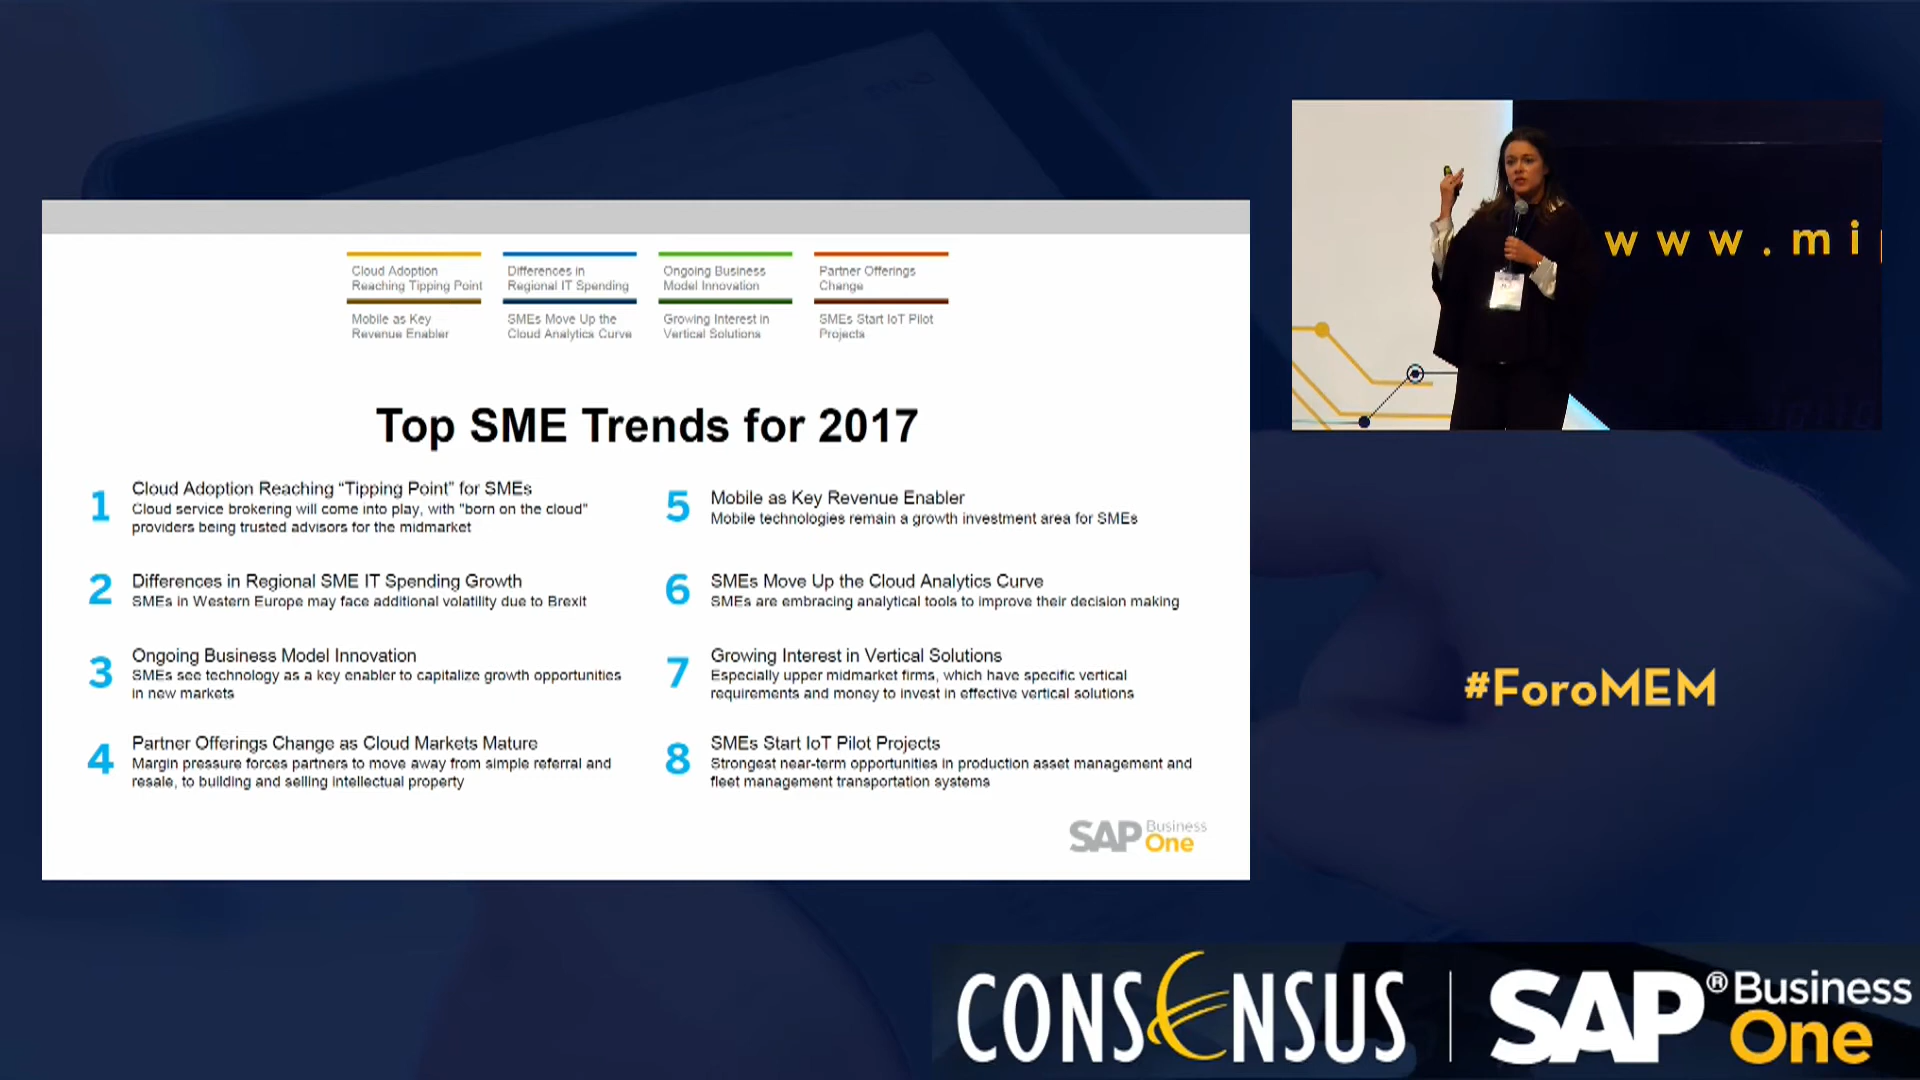 Cloud Adoption
Reaching Tipping Point
Differences in
Regional IT Spending
Ongoing Business
Model Innovation
Partner Offerings
Change
Mobile as Key
Revenue Enabler
SMEs Move Up the
Cloud Analytics Curve
Growing Interest in
Vertical Solutions
SMEs Start IoT Pilot
Projects
Top SME Trends for 2017
1 Cloud Adoption Reaching “Tipping Point” for SMEs
Cloud service brokering will come into play, with "born on the cloud"
providers being trusted advisors for the midmarket
2 Differences in Regional SME IT Spending Growth
SMEs in Western Europe may face additional volatility due to Brexit
3 Ongoing Business Model Innovation
SMEs see technology as a key enabler to capitalize growth opportunities
in new markets
4 Partner Offerings Change as Cloud Markets Mature
Margin pressure forces partners to move away from simple referral and
resale, to building and selling intellectual property
5 Mobile as Key Revenue Enabler
Mobile technologies remain a growth investment area for SMEs
6 SMEs Move Up the Cloud Analytics Curve
SMEs are embracing analytical tools to improve their decision making
7 Growing Interest in Vertical Solutions
Especially upper midmarket firms, which have specific vertical
requirements and money to invest in effective vertical solutions
8 SMEs Start IoT Pilot Projects
Strongest near-term opportunities in production asset management and
fleet management transportation systems
SAP Business
One
www.mi
#ForoMEM
CONSENSUS
SAP® Business
One